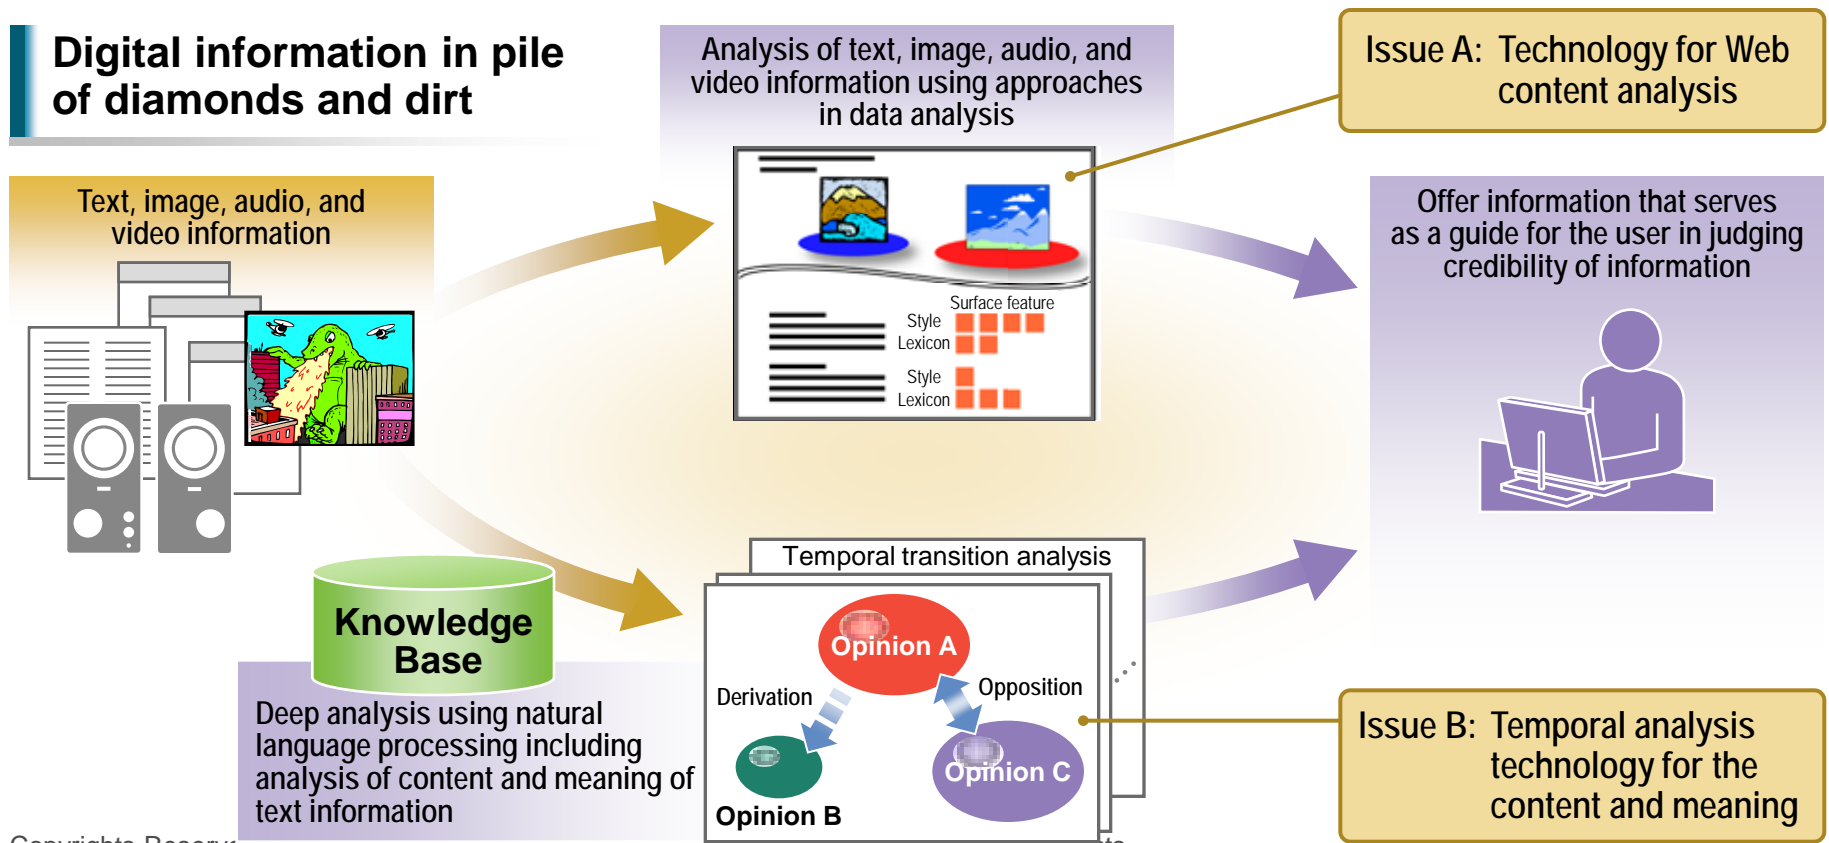 Digital information in pile
of diamonds and dirt
Analysis of text, image, audio, and
video information using approaches
in data analysis
Issue A: Technology for Web
content analysis
Text, image, audio, and
video information
Offer information that serves
as a guide for the user in judging
credibility of information
Surface feature
Style
Lexicon
Style
Lexicon
Knowledge
Base
Deep analysis using natural
language processing including
analysis of content and meaning of
text information
Temporal transition analysis
Opinion A
Derivation
Opposition
Opinion C
Opinion B
Issue B: Temporal analysis
technology for the
content and meaning